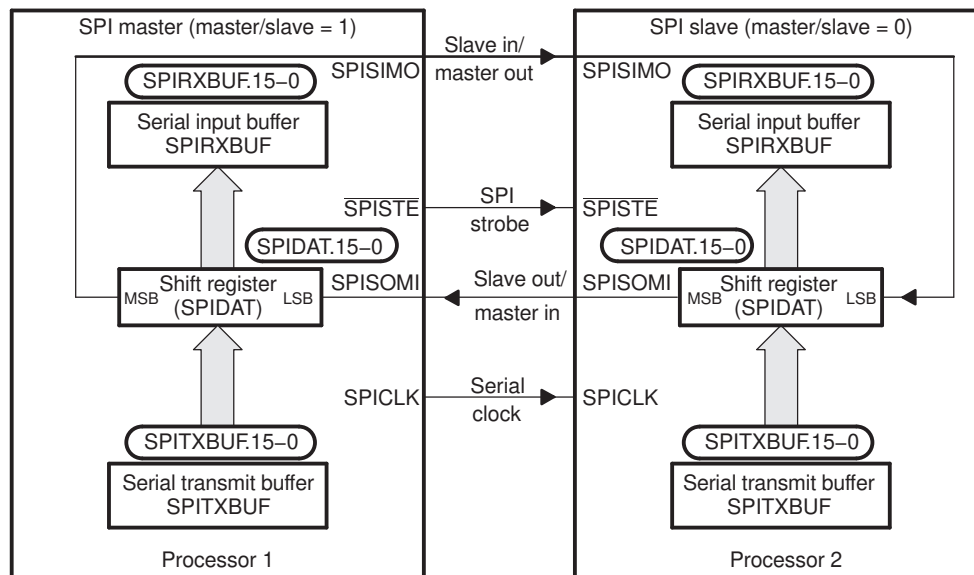 SPI master (master/slave = 1)
SPISIMO
SPIRXBUF.15−0
Serial input buffer
SPIRXBUF
SPISTE
SPIDAT.15−0
MSB
Shift register
(SPIDAT)
LSB
SPISOMI
SPICLK
SPITXBUF.15−0
Serial transmit buffer
SPITXBUF
Processor 1
Slave in/
master out
SPI
strobe
Slave out/
master in
Serial
clock
SPI slave (master/slave = 0)
SPISIMO
SPIRXBUF.15−0
Serial input buffer
SPIRXBUF
SPISTE
SPIDAT.15−0
SPISOMI
MSB
Shift register
(SPIDAT)
LSB
SPICLK
SPITXBUF.15−0
Serial transmit buffer
SPITXBUF
Processor 2